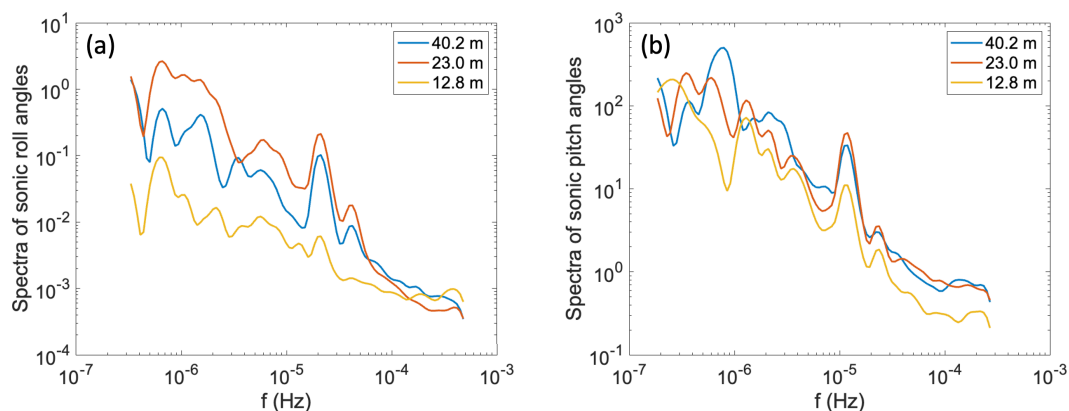 (a)
Spectra of sonic roll angles
10^1
10^0
10^-1
10^-2
10^-3
10^-4
10^-7
10^-6
10^-5
10^-4
10^-3
f (Hz)
40.2 m
23.0 m
12.8 m
(b)
Spectra of sonic pitch angles
10^3
10^2
10^1
10^0
10^-1
10^-7
10^-6
10^-5
10^-4
10^-3
f (Hz)
40.2 m
23.0 m
12.8 m